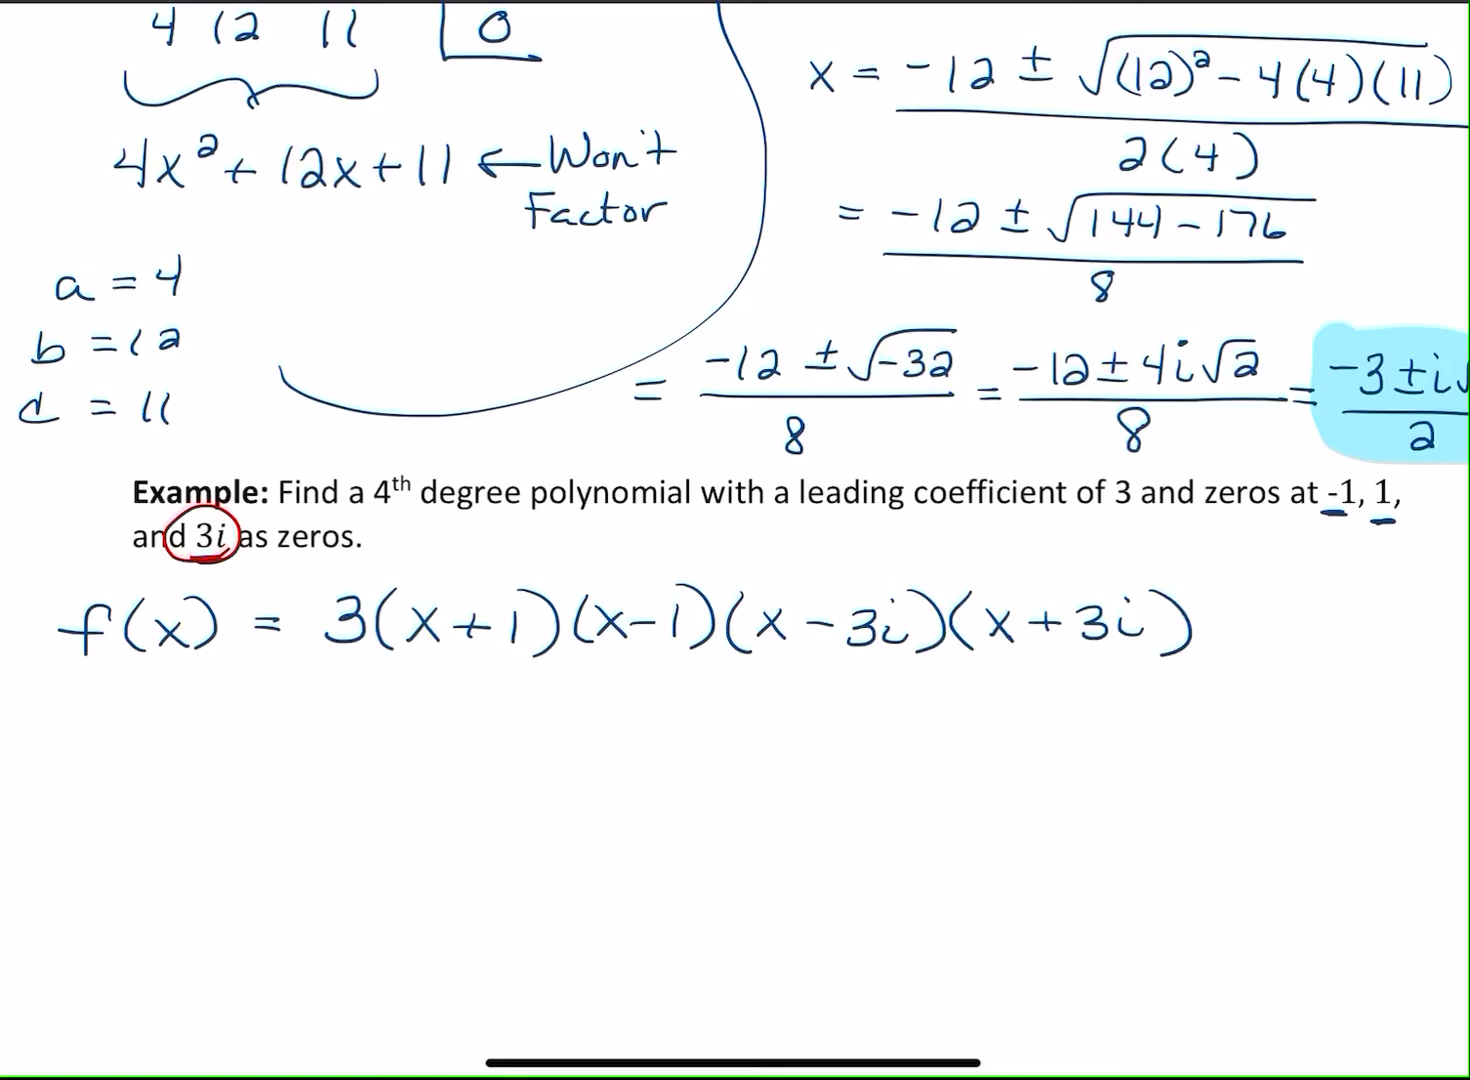 4 12 11 0
4x² + 12x + 11 ← Won't
Factor
a = 4
b = 12
c = 11
x = -12 ± √(12)² - 4(4)(11)
2(4)
= -12 ± √144 - 176
8
= -12 ± √-32 = -12 ± 4i√2 = -3 ± i√
8 8 2
Example: Find a 4th degree polynomial with a leading coefficient of 3 and zeros at -1, 1,
and 3i as zeros.
f(x) = 3(x+1)(x-1)(x-3i)(x+3i)